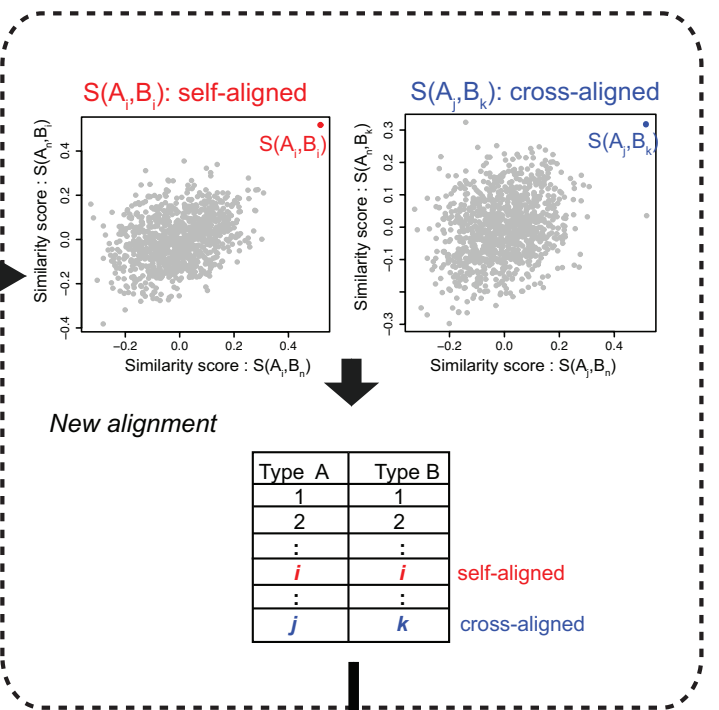 S(Ai,Bi): self-aligned
S(Aj,Bk): cross-aligned
Similarity score : S(An,Bi)
0.4
0.2
0.0
−0.2
−0.4
S(Ai,Bi)
−0.2 0.0 0.2 0.4
Similarity score : S(Ai,Bn)
Similarity score : S(An,Bk)
0.3
0.2
0.1
0.0
−0.1
−0.3
S(Aj,Bk)
−0.2 0.0 0.2 0.4
Similarity score : S(Aj,Bn)
New alignment
Type A Type B
1 1
2 2
: :
i i self-aligned
: :
j k cross-aligned